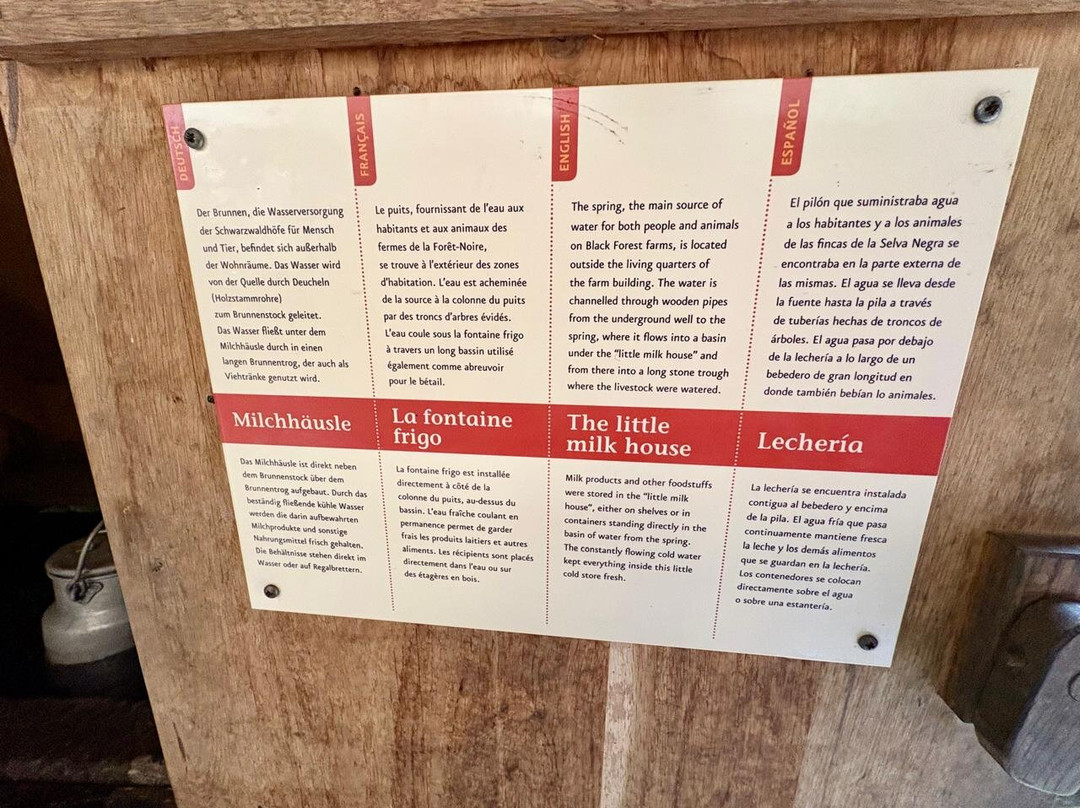 DEUTSCH
Der Brunnen, die Wasserversorgung
der Schwarzwaldhöfe für Mensch
und Tier, befindet sich außerhalb
der Wohnräume. Das Wasser wird
von der Quelle durch Deucheln
(Holzstammrohre)
zum Brunnenstock geleitet.
Das Wasser fließt unter dem
Milchhäusle durch in einen
langen Brunnentrog, der auch als
Viehtränke genutzt wird.
Milchhäusle
Das Milchhäusle ist direkt neben
dem Brunnenstock über dem
Brunnentrog aufgebaut. Durch das
beständig fließende kühle Wasser
werden die darin aufbewahrten
Milchprodukte und sonstige
Nahrungsmittel frisch gehalten.
Die Behältnisse stehen direkt im
Wasser oder auf Regalbrettern.
FRANÇAIS
Le puits, fournissant de l'eau aux
habitants et aux animaux des
fermes de la Forêt-Noire,
se trouve à l'extérieur des zones
d'habitation. L'eau est acheminée
de la source à la colonne du puits
par des troncs d'arbres évidés.
L'eau coule sous la fontaine frigo
à travers un long bassin utilisé
également comme abreuvoir
pour le bétail.
La fontaine
frigo
La fontaine frigo est installée
directement à côté de la
colonne du puits, au-dessus du
bassin. L'eau fraîche coulant en
permanence permet de garder
frais les produits laitiers et autres
aliments. Les récipients sont placés
directement dans l'eau ou sur
des étagères en bois.
ENGLISH
The spring, the main source of
water for both people and animals
on Black Forest farms, is located
outside the living quarters of
the farm building. The water is
channelled through wooden pipes
from the underground well to the
spring, where it flows into a basin
under the "little milk house" and
from there into a long stone trough
where the livestock were watered.
The little
milk house
Milk products and other foodstuffs
were stored in the "little milk
house", either on shelves or in
containers standing directly in the
basin of water from the spring.
The constantly flowing cold water
kept everything inside this little
cold store fresh.
ESPAÑOL
El pilón que suministraba agua
a los habitantes y a los animales
de las fincas de la Selva Negra se
encontraba en la parte externa de
las mismas. El agua se lleva desde
la fuente hasta la pila a través
de tuberías hechas de troncos de
árboles. El agua pasa por debajo
de la lechería a lo largo de un
bebedero de gran longitud en
donde también bebían lo animales.
Lechería
La lechería se encuentra instalada
contigua al bebedero y encima
de la pila. El agua fría que pasa
continuamente mantiene fresca
la leche y los demás alimentos
que se guardan en la lechería.
Los contenedores se colocan
directamente sobre el agua
o sobre una estantería.